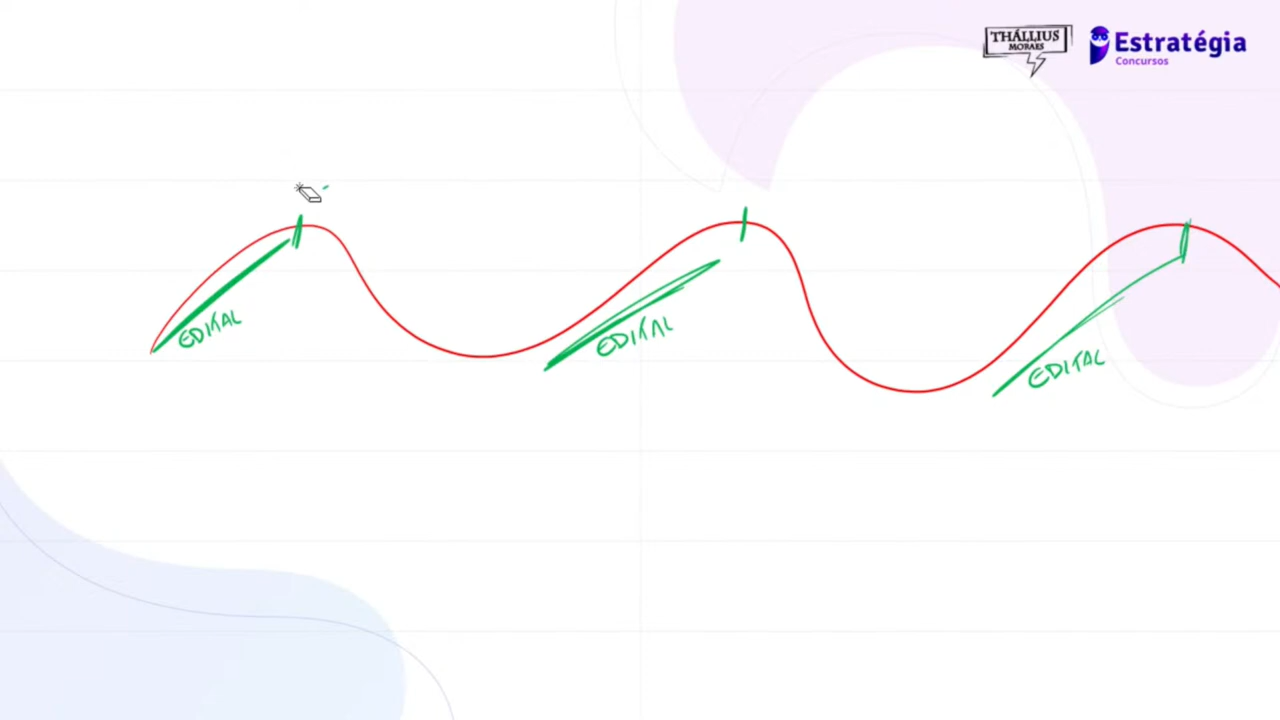 THÁLLIUS
MORAES
Estratégia
Concursos
EDITAL
EDITAL
EDITAL